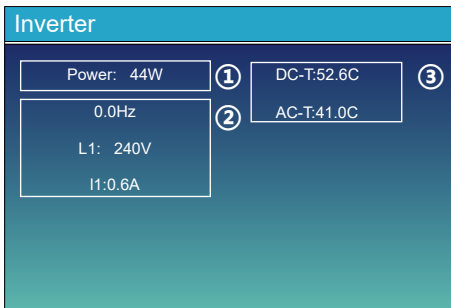 Inverter
Power: 44W
①
0.0Hz
L1: 240V
I1:0.6A
②
DC-T:52.6C
AC-T:41.0C
③